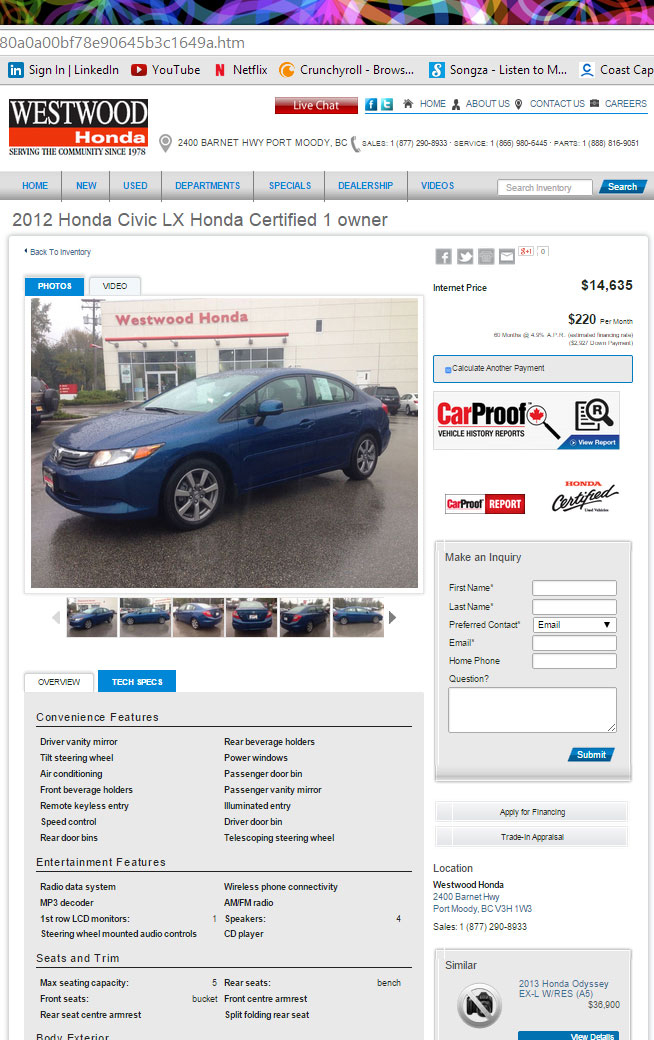 80a0a00bf78e90645b3c1649a.htm
in Sign In | LinkedIn YouTube N Netflix Crunchyroll - Brows... S Songza - Listen to M... C Coast Cap
WESTWOOD
Honda
SERVING THE COMMUNITY SINCE 1978
Live Chat HOME ABOUT US CONTACT US CAREERS
2400 BARNET HWY PORT MOODY, BC SALES: 1 (877) 290-8933 · SERVICE: 1 (866) 980-6445 · PARTS: 1 (888) 816-9051
HOME NEW USED DEPARTMENTS SPECIALS DEALERSHIP VIDEOS Search Inventory Search
2012 Honda Civic LX Honda Certified 1 owner
Back To Inventory
PHOTOS VIDEO
Westwood Honda
g+1 0
Internet Price $14,635
$220 Per Month
60 Months @ 4.9% A.P.R. (estimated financing rate)
($2,927 Down Payment)
Calculate Another Payment
CarProof
VEHICLE HISTORY REPORTS
R
View Report
CarProof REPORT
HONDA
Certified
Used Vehicles
Make an Inquiry
First Name*
Last Name*
Preferred Contact* Email
Email*
Home Phone
Question?
Submit
Apply for Financing
Trade-In Appraisal
Location
Westwood Honda
2400 Barnet Hwy
Port Moody, BC V3H 1W3
Sales: 1 (877) 290-8933
Similar
2013 Honda Odyssey
EX-L W/RES (A5)
$36,900
View Details
OVERVIEW TECH SPECS
Convenience Features
Driver vanity mirror Rear beverage holders
Tilt steering wheel Power windows
Air conditioning Passenger door bin
Front beverage holders Passenger vanity mirror
Remote keyless entry Illuminated entry
Speed control Driver door bin
Rear door bins Telescoping steering wheel
Entertainment Features
Radio data system Wireless phone connectivity
MP3 decoder AM/FM radio
1st row LCD monitors: 1 Speakers: 4
Steering wheel mounted audio controls CD player
Seats and Trim
Max seating capacity: 5 Rear seats: bench
Front seats: bucket Front centre armrest
Rear seat centre armrest Split folding rear seat
Body Exterior